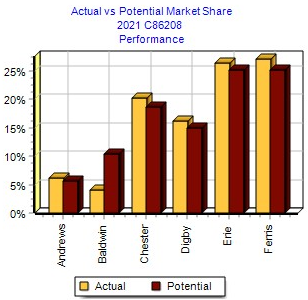 Actual vs Potential Market Share
2021 C86208
Performance
25%
20%
15%
10%
5%
0%
Andrews
Baldwin
Chester
Digby
Erie
Ferris
Actual
Potential